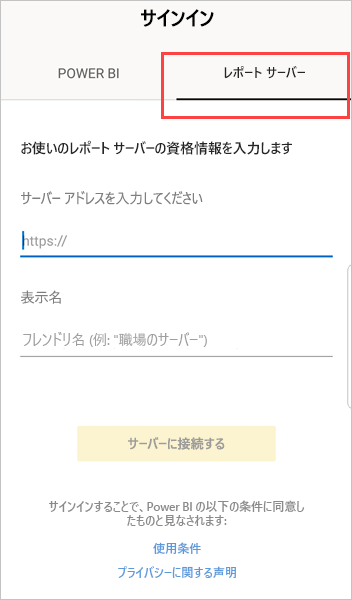 サインイン
POWER BI
レポート サーバー
お使いのレポート サーバーの資格情報を入力します
サーバー アドレスを入力してください
https://
表示名
フレンドリ名 (例: "職場のサーバー")
サーバーに接続する
サインインすることで、Power BI の以下の条件に同意し
たものと見なされます:
使用条件
プライバシーに関する声明